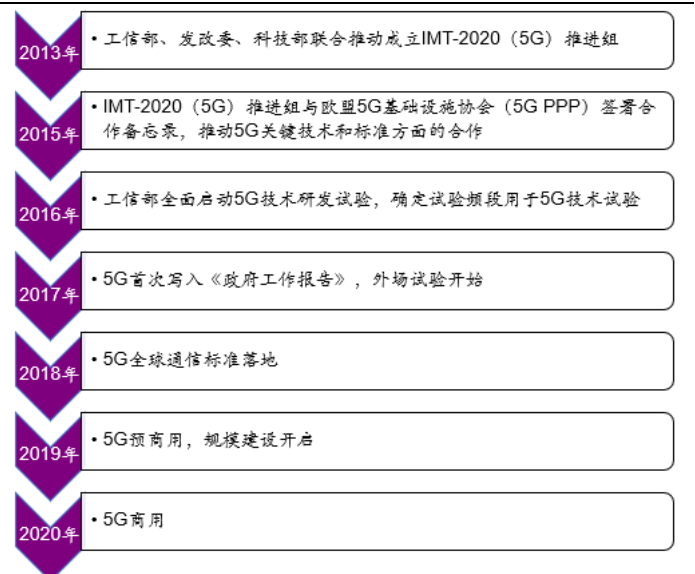 2013年
• 工信部、发改委、科技部联合推动成立IMT-2020（5G）推进组
2015年
• IMT-2020（5G）推进组与欧盟5G基础设施协会（5G PPP）签署合
作备忘录，推动5G关键技术和标准方面的合作
2016年
• 工信部全面启动5G技术研发试验，确定试验频段用于5G技术试验
2017年
• 5G首次写入《政府工作报告》，外场试验开始
2018年
• 5G全球通信标准落地
2019年
• 5G预商用，规模建设开启
2020年
• 5G商用